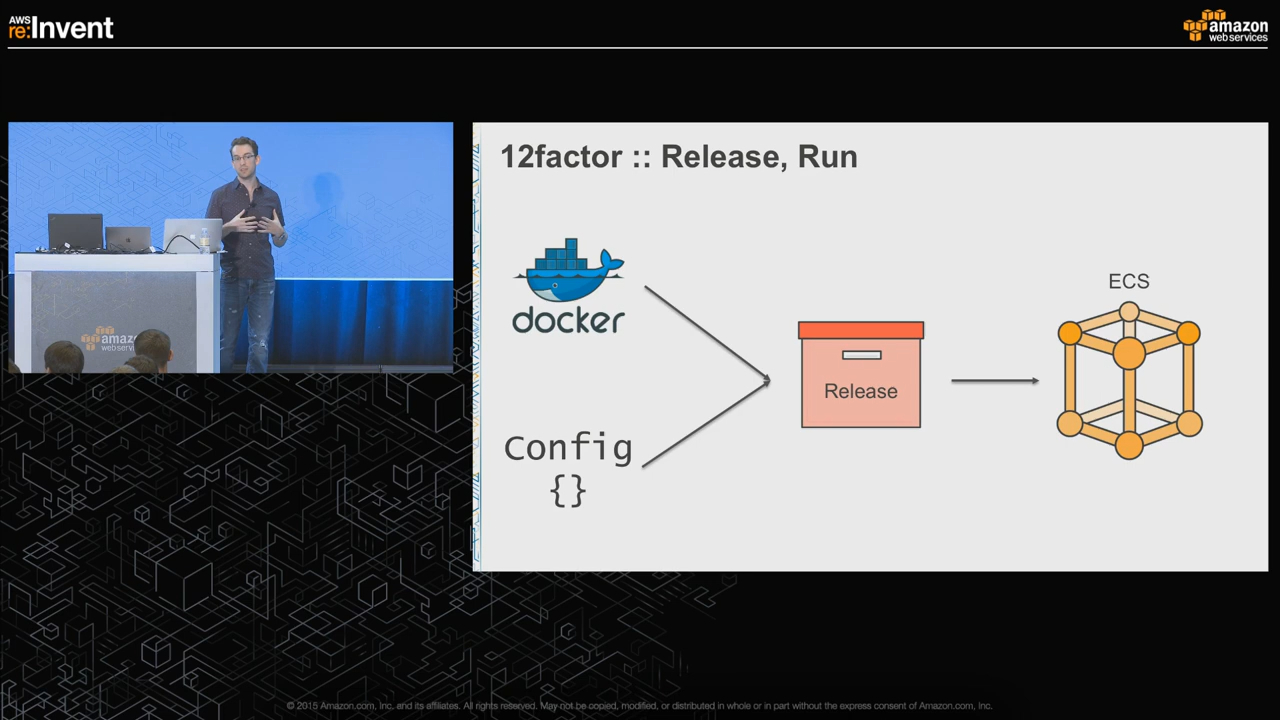 AWS
re:Invent
amazon
webservices
12factor :: Release, Run
docker
Config
{}
Release
ECS
amazon
webservices
© 2015 Amazon.com, Inc. and its affiliates. All rights reserved. May not be copied, modified, or distributed in whole or in part without the express consent of Amazon.com, Inc.